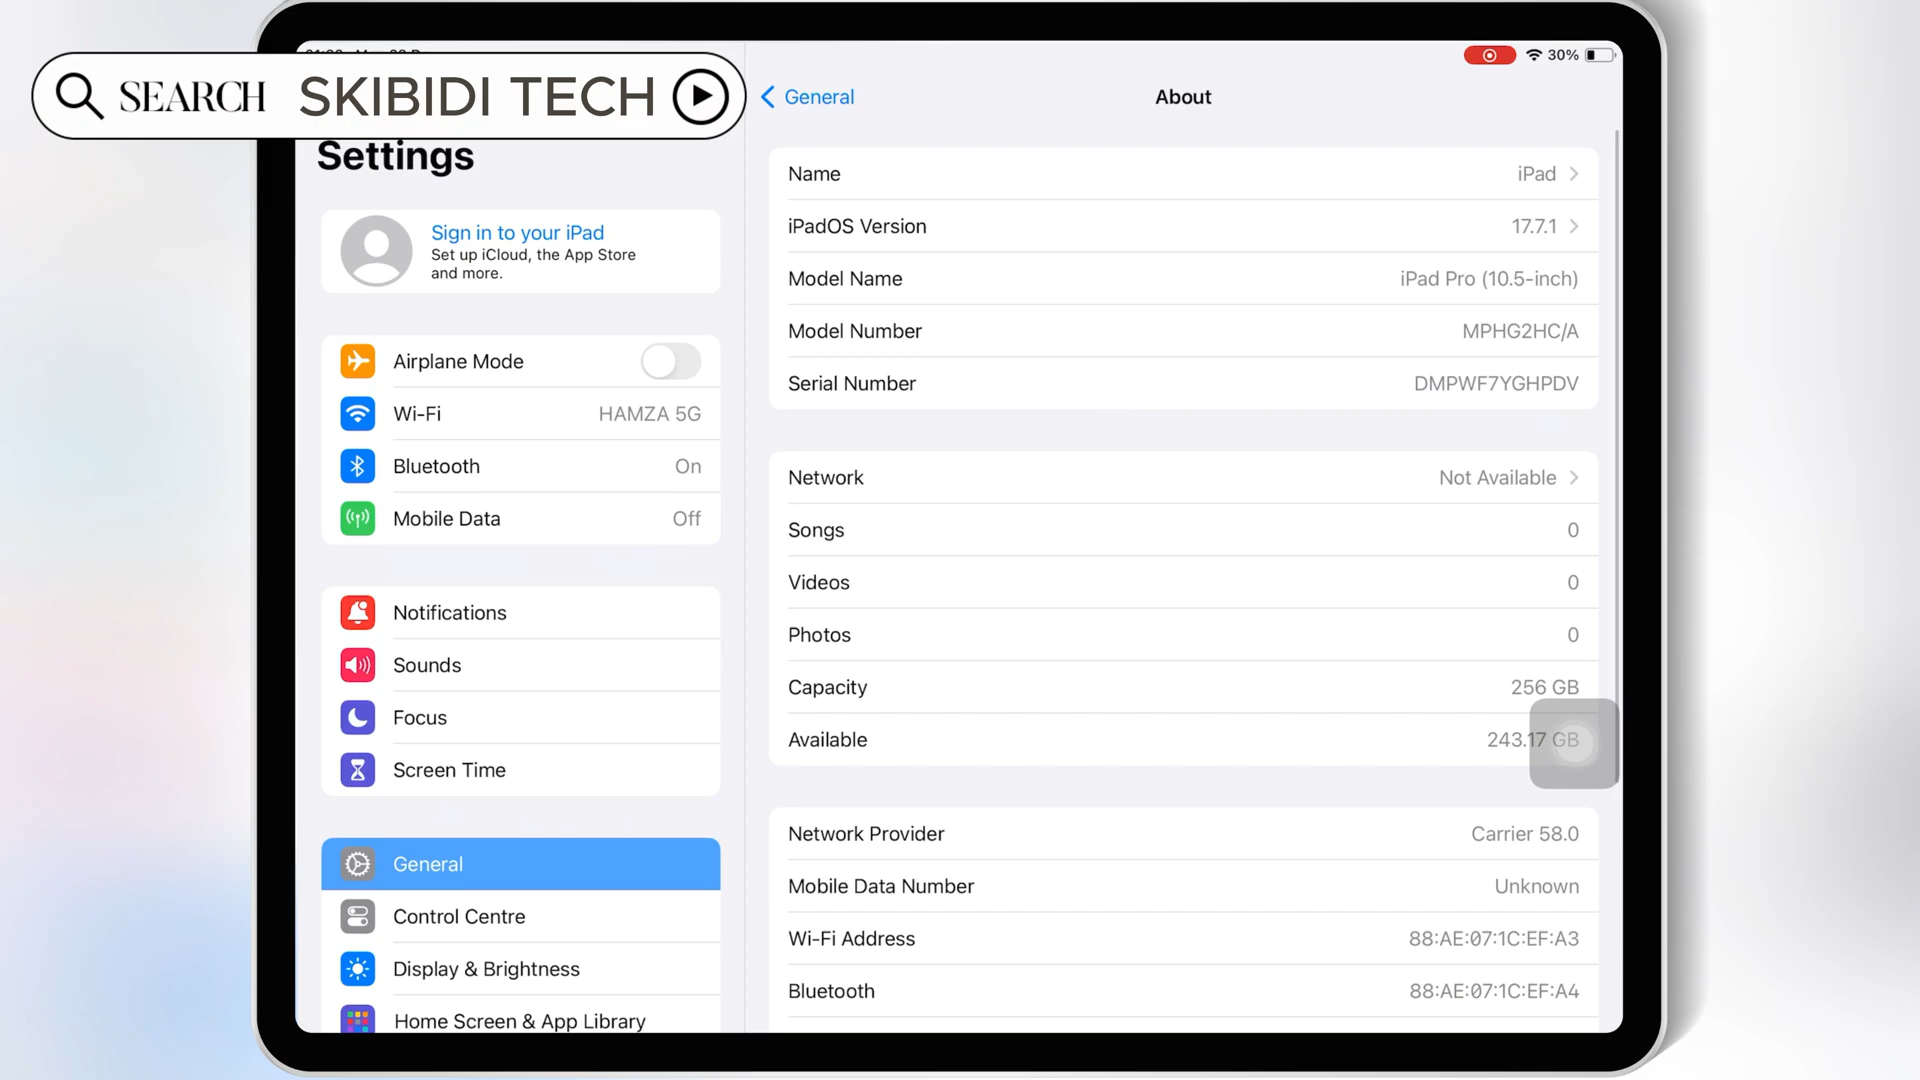 SEARCH SKIBIDI TECH
30%
Settings
General
About
Sign in to your iPad
Set up iCloud, the App Store
and more.
Airplane Mode
Wi-Fi HAMZA 5G
Bluetooth On
Mobile Data Off
Notifications
Sounds
Focus
Screen Time
General
Control Centre
Display & Brightness
Home Screen & App Library
Name iPad
iPadOS Version 17.7.1
Model Name iPad Pro (10.5-inch)
Model Number MPHG2HC/A
Serial Number DMPWF7YGHPDV
Network Not Available
Songs 0
Videos 0
Photos 0
Capacity 256 GB
Available 243.17 GB
Network Provider Carrier 58.0
Mobile Data Number Unknown
Wi-Fi Address 88:AE:07:1C:EF:A3
Bluetooth 88:AE:07:1C:EF:A4